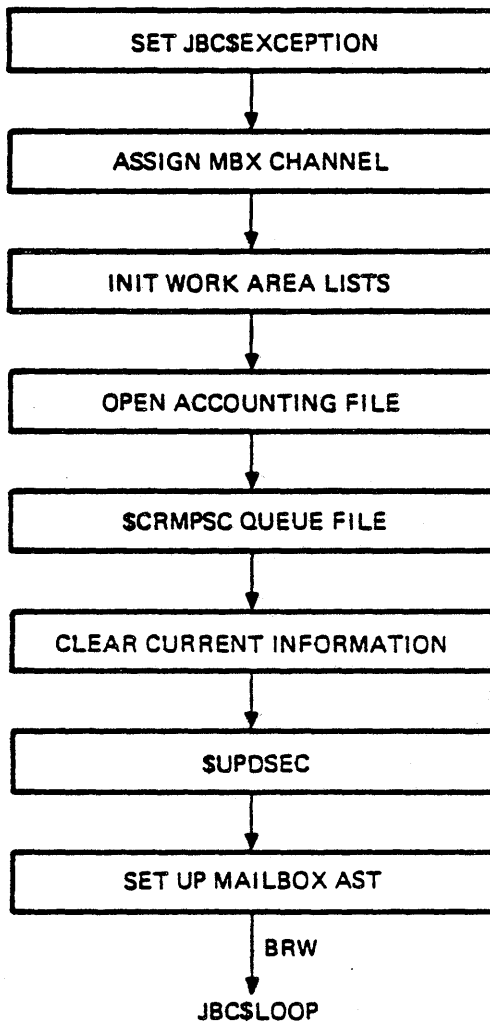 SET JBC$EXCEPTION
ASSIGN MBX CHANNEL
INIT WORK AREA LISTS
OPEN ACCOUNTING FILE
$CRMPSC QUEUE FILE
CLEAR CURRENT INFORMATION
$UPDSEC
SET UP MAILBOX AST
BRW
JBC$LOOP